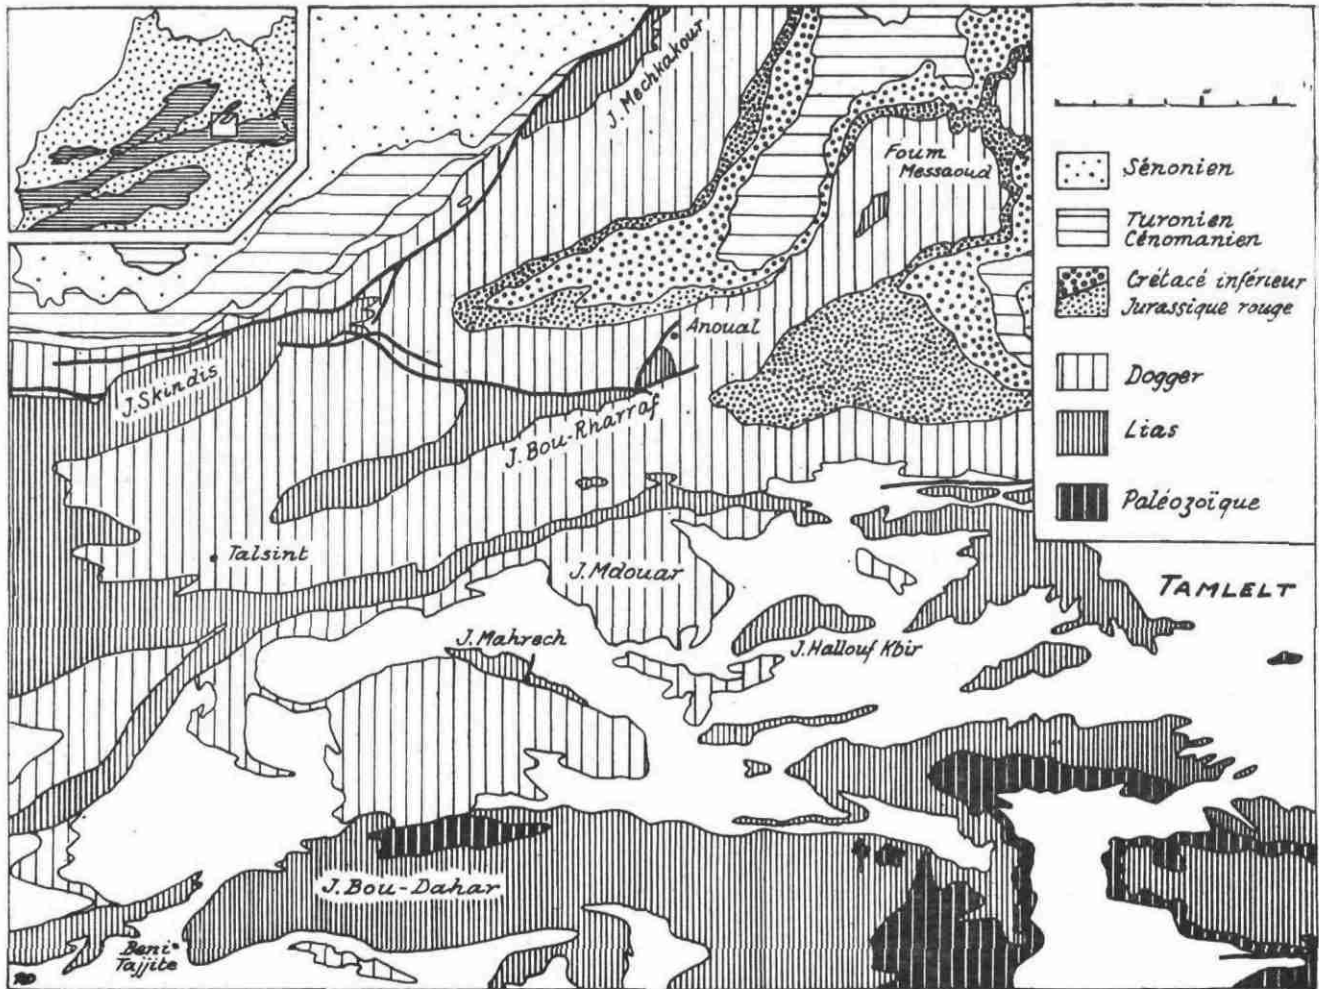 J. Mechkakour
Foum
Messaoud
Anoual
J. Skindis
J. Bou-Rharraf
Talsint
J. Mdouar
J. Mahrech
J. Hallouf Kbir
TAMLELT
J. Bou-Dahar
Beni
Tajjite
Sénonien
Turonien
Cénomanien
Crétacé inférieur
Jurassique rouge
Dogger
Lias
Paléozoïque